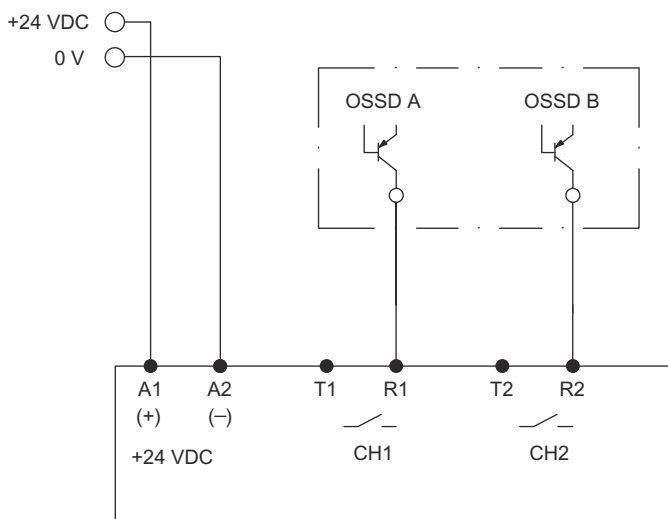 +24 VDC
0 V
OSSD A
OSSD B
A1
A2
T1
R1
T2
R2
(+)
(–)
CH1
CH2
+24 VDC